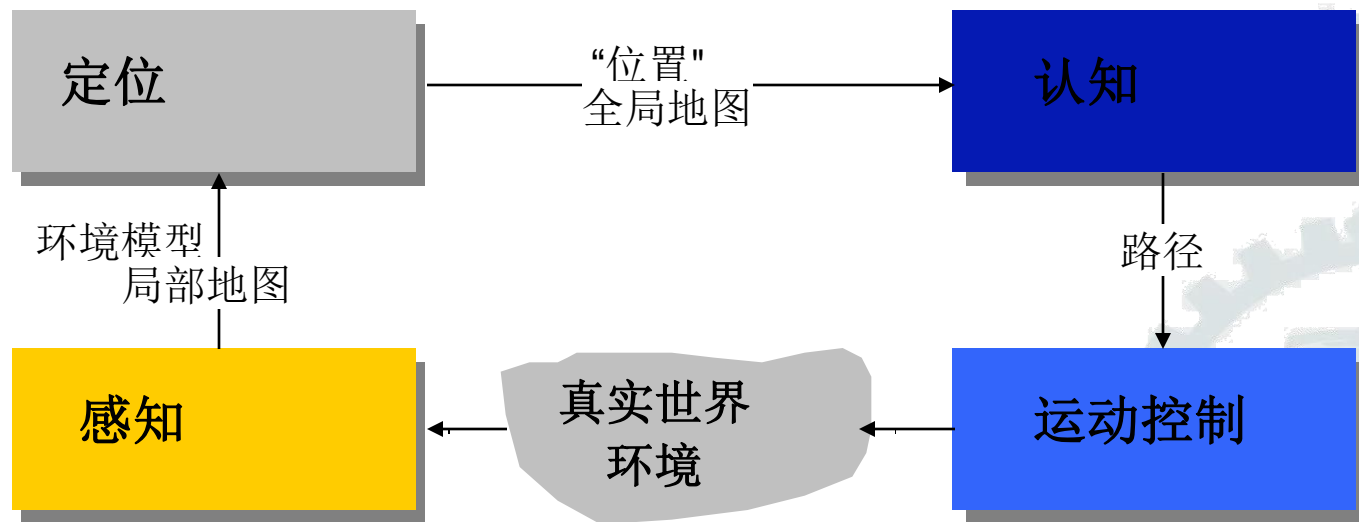 定位
“位置"
全局地图
认知
环境模型
局部地图
路径
感知
真实世界
环境
运动控制